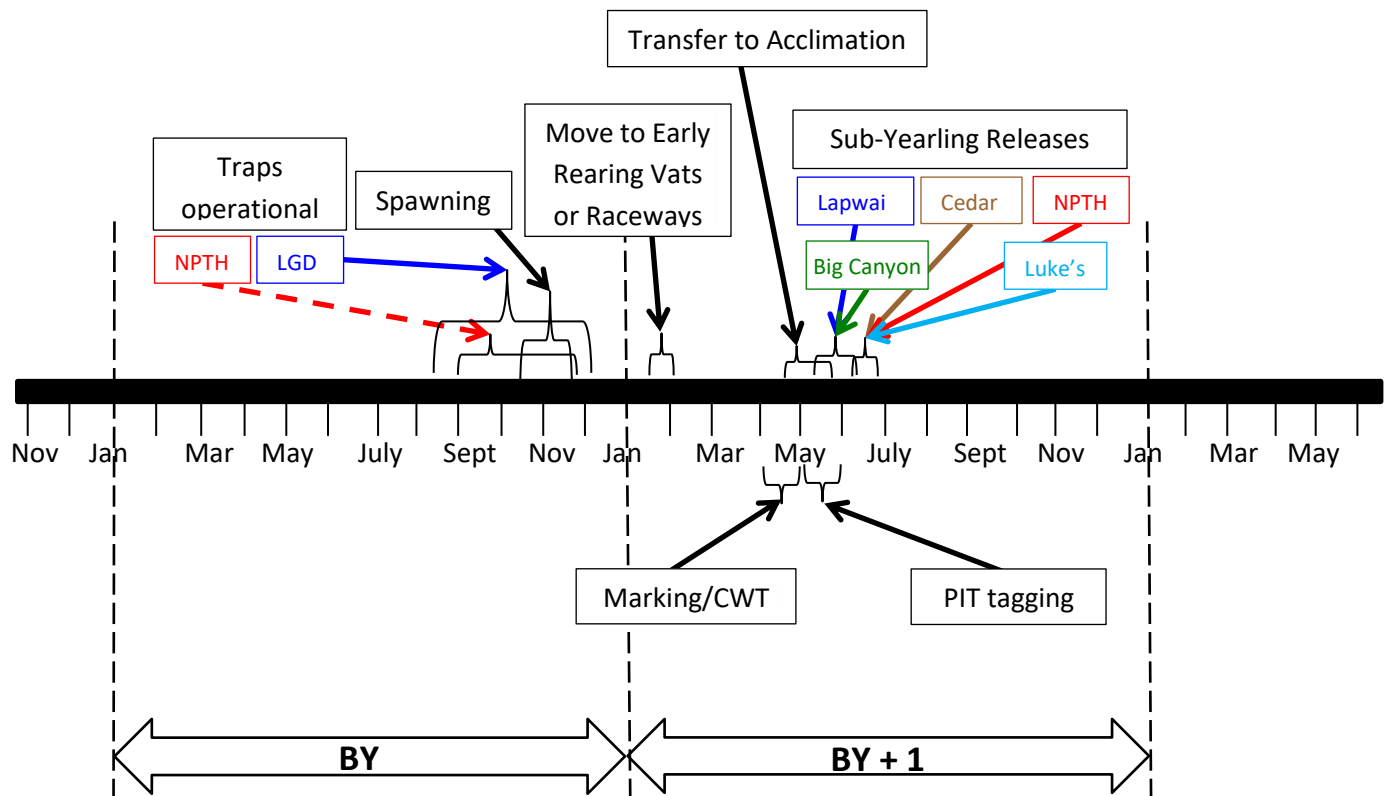 Transfer to Acclimation
Traps
operational
NPTH
LGD
Spawning
Move to Early
Rearing Vats
or Raceways
Sub-Yearling Releases
Lapwai
Cedar
NPTH
Big Canyon
Luke's
Nov Jan Mar May July Sept Nov Jan Mar May July Sept Nov Jan Mar May
Marking/CWT
PIT tagging
BY
BY + 1